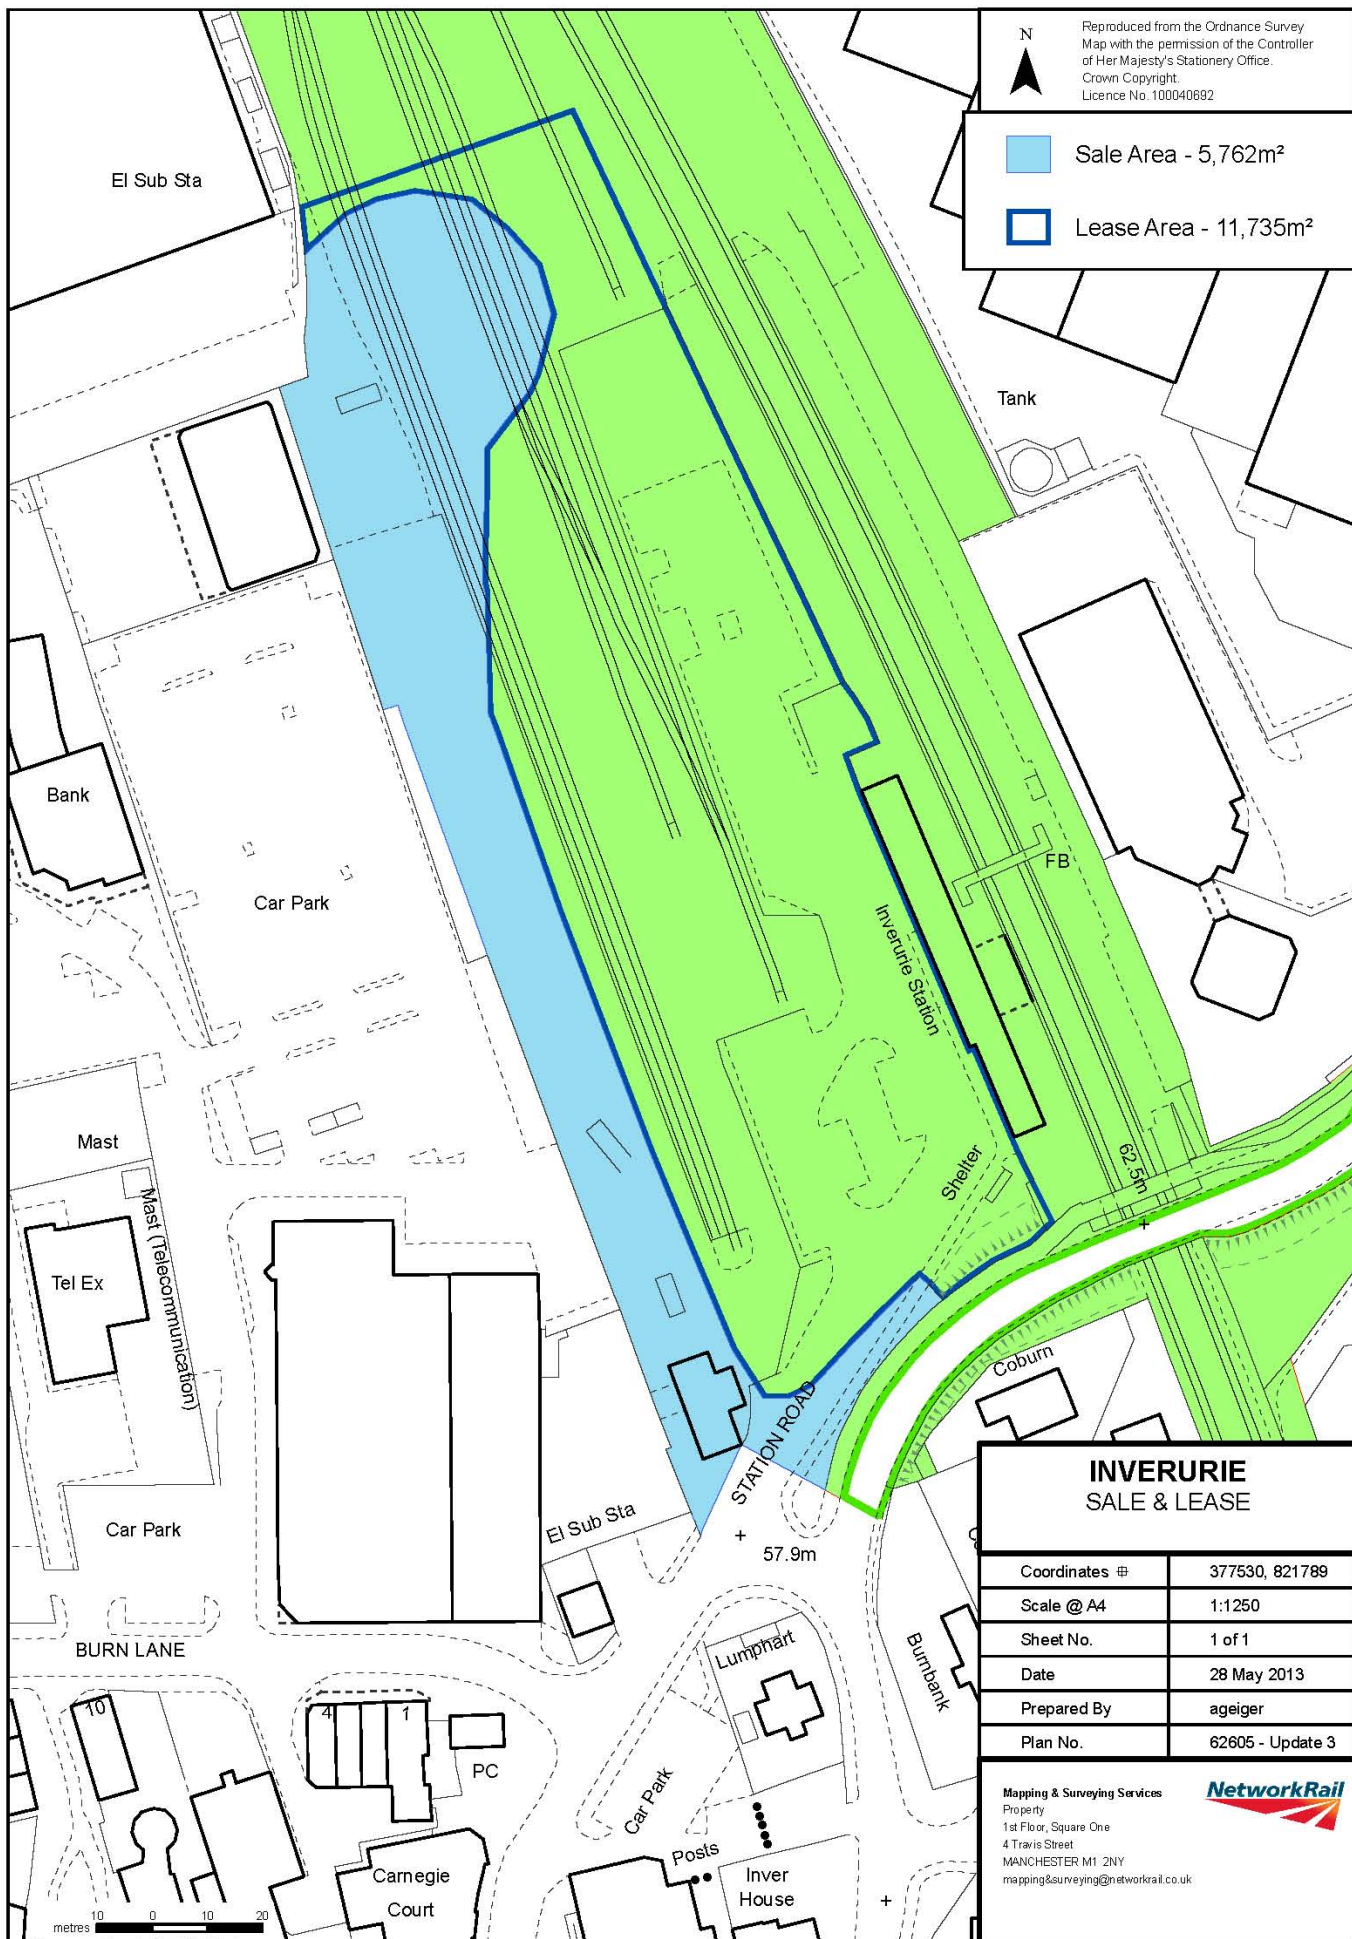 N
Reproduced from the Ordnance Survey
Map with the permission of the Controller
of Her Majesty's Stationery Office.
Crown Copyright.
Licence No. 100040692
Sale Area - 5,762m²
Lease Area - 11,735m²
El Sub Sta
Tank
Bank
Car Park
FB
Inverurie Station
Mast
Mast (Telecommunication)
Shelter
62.5m
Tel Ex
Coburn
STATION ROAD
El Sub Sta
57.9m
Car Park
BURN LANE
Lumphart
Burnbank
10
4
1
PC
Car Park
Posts
Carnegie
Court
Inver
House
metres
10
0
10
20
INVERURIE
SALE & LEASE
Coordinates 377530, 821789
Scale @ A4 1:1250
Sheet No. 1 of 1
Date 28 May 2013
Prepared By ageiger
Plan No. 62605 - Update 3
Mapping & Surveying Services
Property
1st Floor, Square One
4 Travis Street
MANCHESTER M1 2NY
mapping&surveying@networkrail.co.uk
NetworkRail